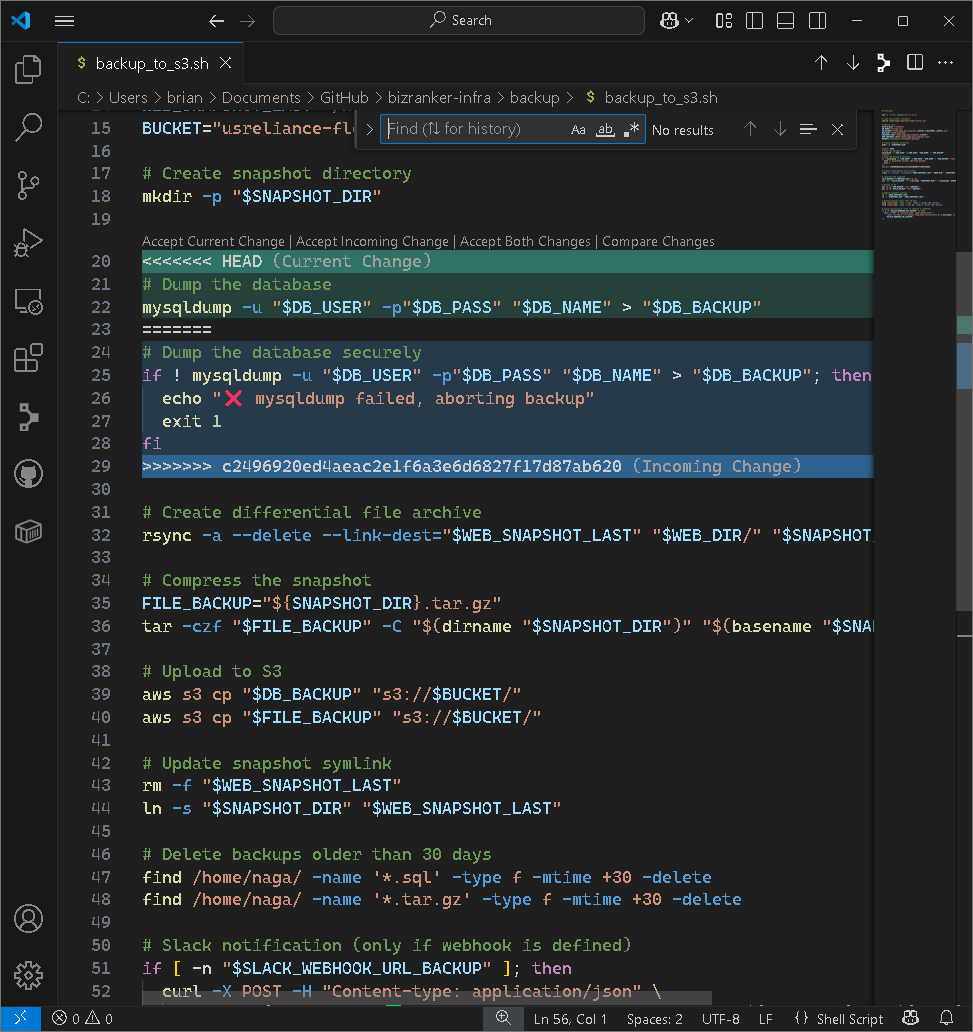 Search
$ backup_to_s3.sh
C: > Users > brian > Documents > GitHub > bizranker-infra > backup > $ backup_to_s3.sh
Find (⇅ for history) Aa ab .* No results
15 BUCKET="usreliance-fl
16
17 # Create snapshot directory
18 mkdir -p "$SNAPSHOT_DIR"
19
Accept Current Change | Accept Incoming Change | Accept Both Changes | Compare Changes
20 <<<<<<< HEAD (Current Change)
21 # Dump the database
22 mysqldump -u "$DB_USER" -p"$DB_PASS" "$DB_NAME" > "$DB_BACKUP"
23 =======
24 # Dump the database securely
25 if ! mysqldump -u "$DB_USER" -p"$DB_PASS" "$DB_NAME" > "$DB_BACKUP"; then
26 echo "❌ mysqldump failed, aborting backup"
27 exit 1
28 fi
29 >>>>>>> c2496920ed4aeac2e1f6a3e6d6827f17d87ab620 (Incoming Change)
30
31 # Create differential file archive
32 rsync -a --delete --link-dest="$WEB_SNAPSHOT_LAST" "$WEB_DIR/" "$SNAPSHOT_
33
34 # Compress the snapshot
35 FILE_BACKUP="${SNAPSHOT_DIR}.tar.gz"
36 tar -czf "$FILE_BACKUP" -C "$(dirname "$SNAPSHOT_DIR")" "$(basename "$SNA
37
38 # Upload to S3
39 aws s3 cp "$DB_BACKUP" "s3://$BUCKET/"
40 aws s3 cp "$FILE_BACKUP" "s3://$BUCKET/"
41
42 # Update snapshot symlink
43 rm -f "$WEB_SNAPSHOT_LAST"
44 ln -s "$SNAPSHOT_DIR" "$WEB_SNAPSHOT_LAST"
45
46 # Delete backups older than 30 days
47 find /home/naga/ -name '*.sql' -type f -mtime +30 -delete
48 find /home/naga/ -name '*.tar.gz' -type f -mtime +30 -delete
49
50 # Slack notification (only if webhook is defined)
51 if [ -n "$SLACK_WEBHOOK_URL_BACKUP" ]; then
52 curl -X POST -H "Content-type: application/json" \
0 0 Ln 56, Col 1 Spaces: 2 UTF-8 LF {} Shell Script